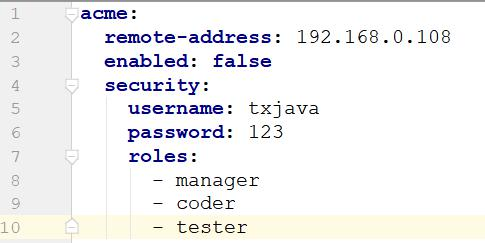 1 acme:
2   remote-address: 192.168.0.108
3   enabled: false
4   security:
5     username: txjava
6     password: 123
7     roles:
8       - manager
9       - coder
10       - tester